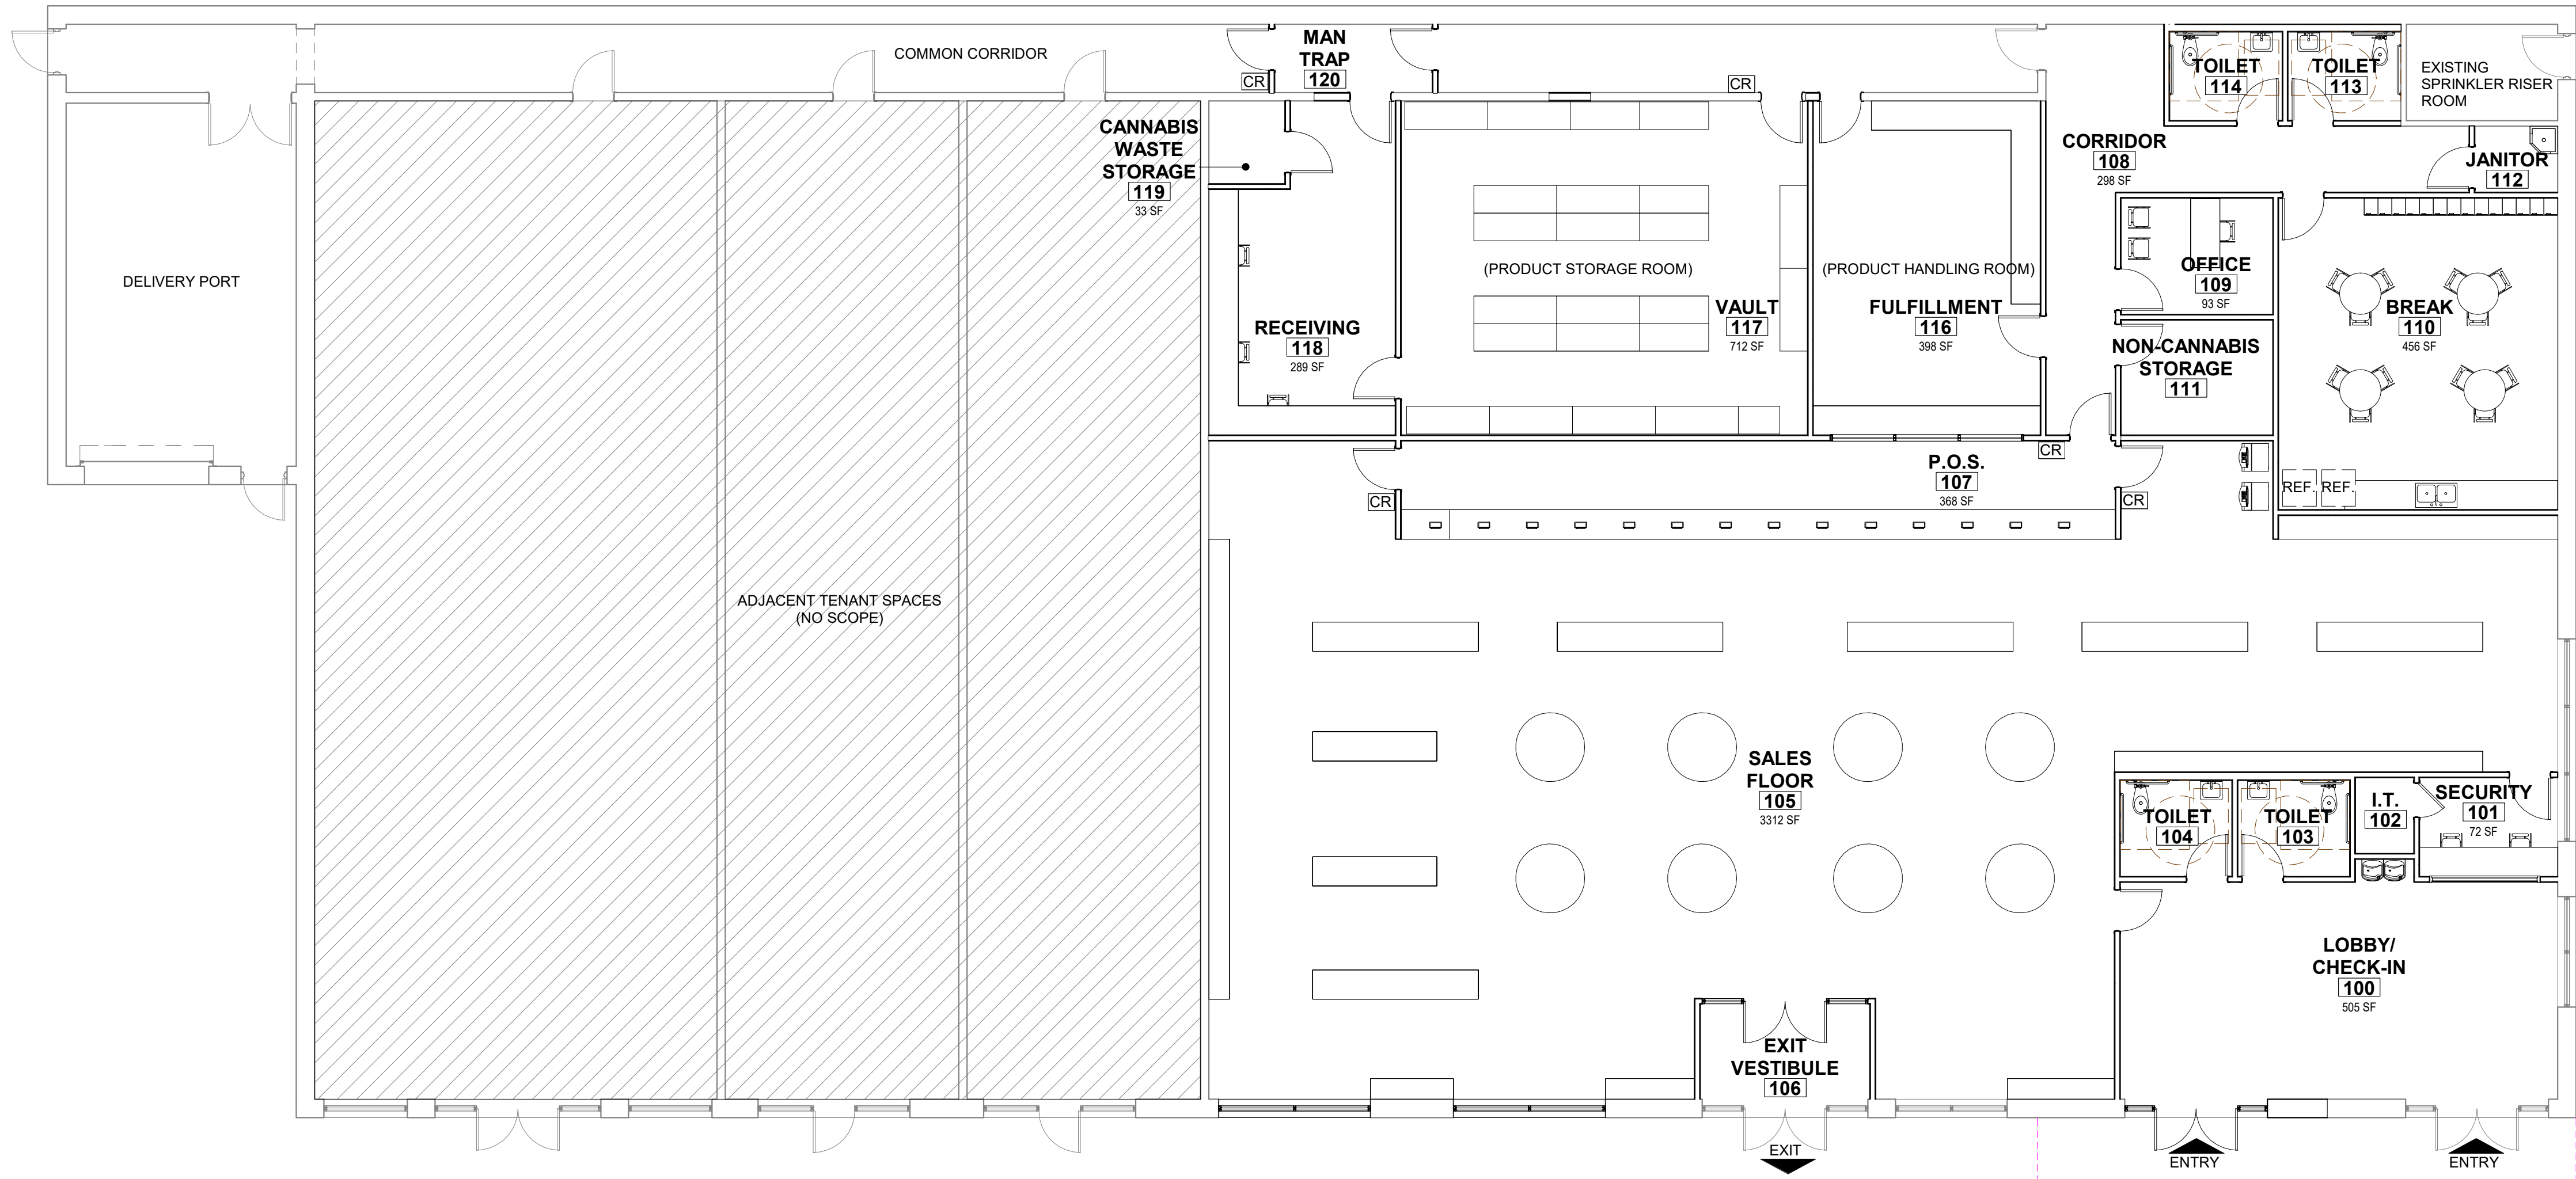 COMMON CORRIDOR
MAN
TRAP
120
CR
CR
TOILET
114
TOILET
113
EXISTING
SPRINKLER RISER
ROOM
CANNABIS
WASTE
STORAGE
119
33 SF
CORRIDOR
108
298 SF
JANITOR
112
DELIVERY PORT
(PRODUCT STORAGE ROOM)
VAULT
117
712 SF
(PRODUCT HANDLING ROOM)
FULFILLMENT
116
398 SF
OFFICE
109
93 SF
BREAK
110
456 SF
RECEIVING
118
289 SF
NON-CANNABIS
STORAGE
111
P.O.S.
107
368 SF
CR
CR
CR
REF.
REF.
ADJACENT TENANT SPACES
(NO SCOPE)
SALES
FLOOR
105
3312 SF
TOILET
104
TOILET
103
I.T.
102
SECURITY
101
72 SF
LOBBY/
CHECK-IN
100
505 SF
EXIT
VESTIBULE
106
EXIT
ENTRY
ENTRY